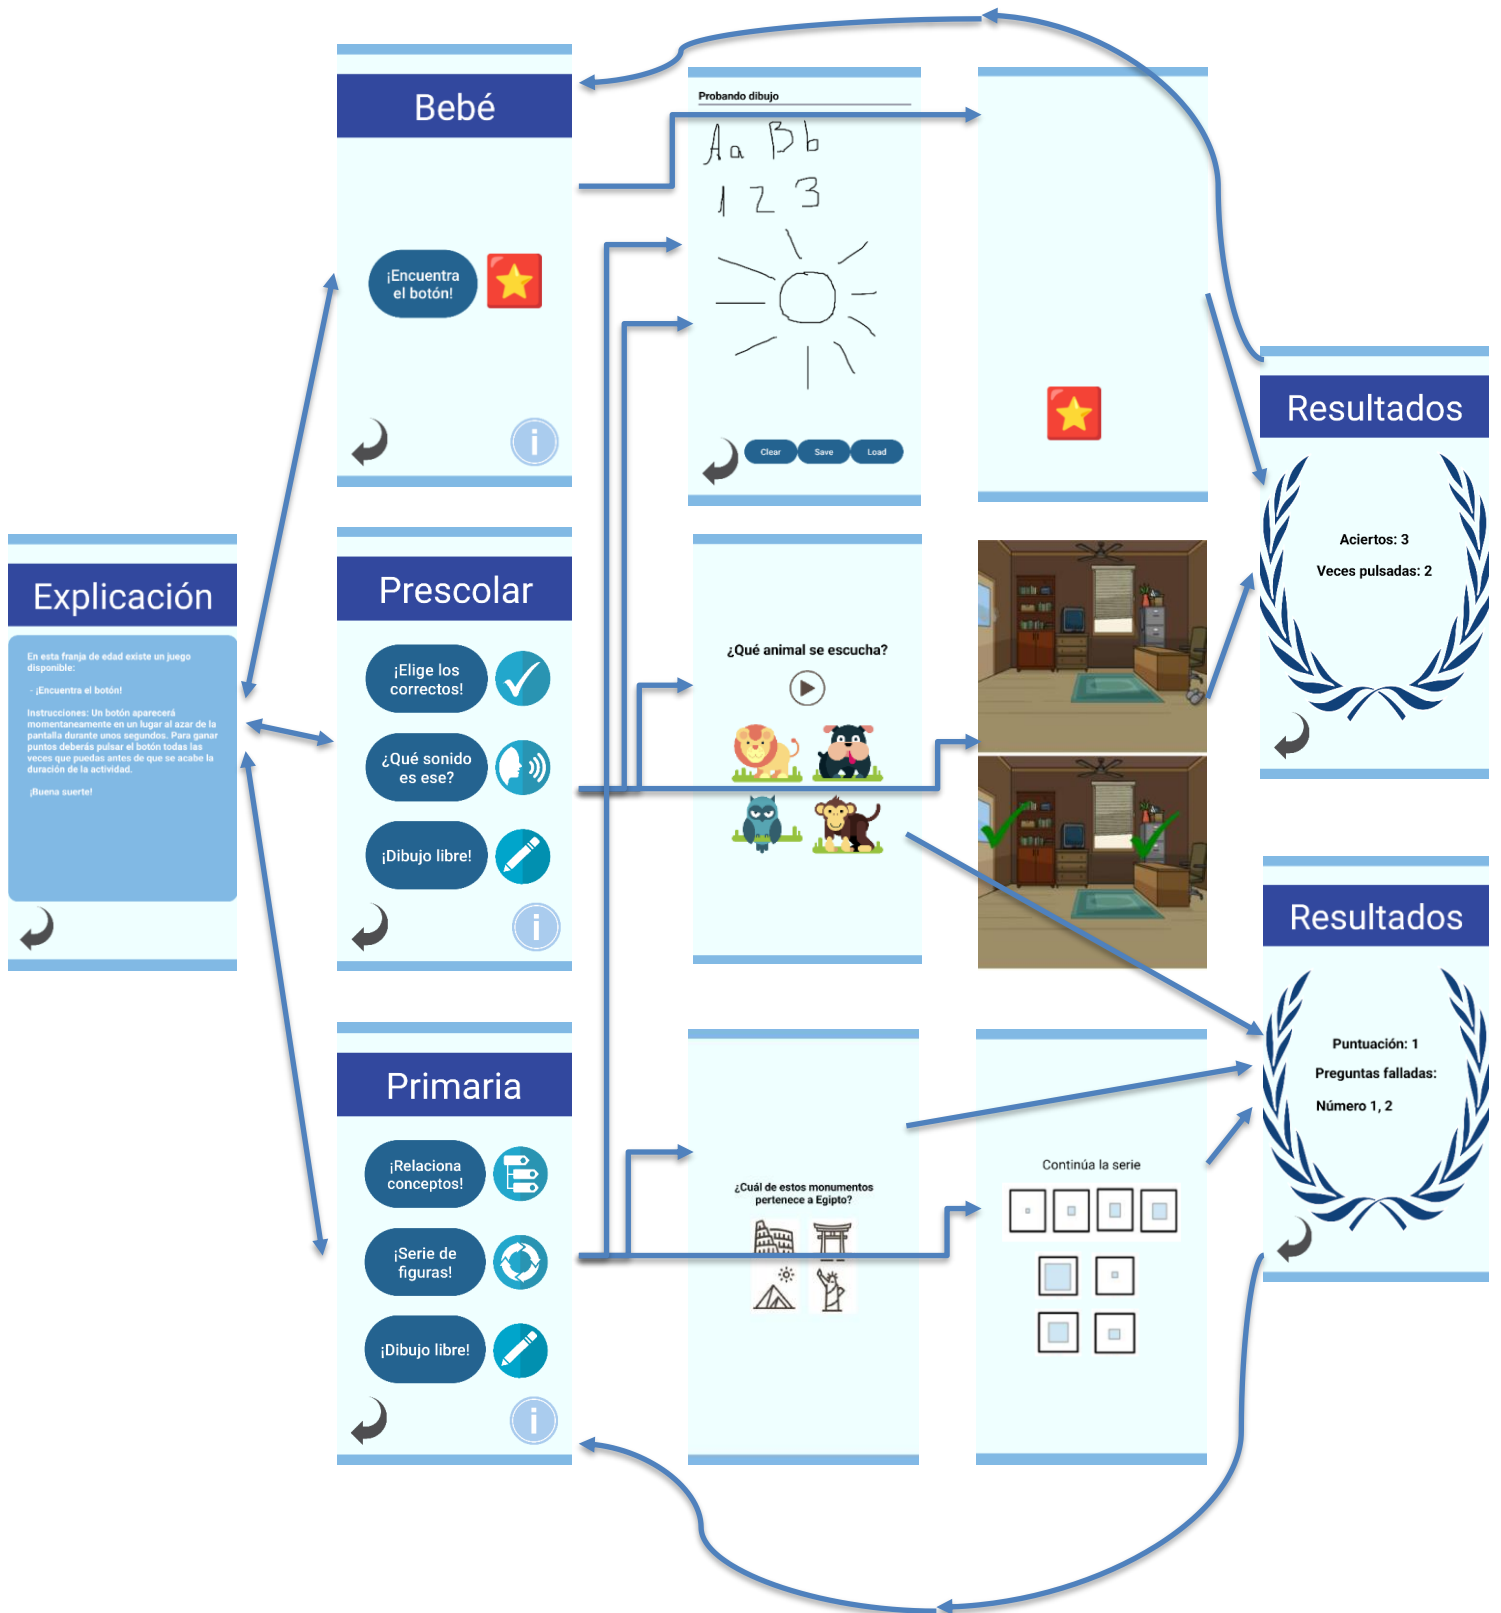 Bebé
¡Encuentra
el botón!
i
Probando dibujo
Aa Bb
1 2 3
Clear
Save
Load
Resultados
Aciertos: 3
Veces pulsadas: 2
Explicación
En esta franja de edad existe un juego
disponible:
- ¡Encuentra el botón!
Instrucciones: Un botón aparecerá
momentaneamente en un lugar al azar de la
pantalla durante unos segundos. Para ganar
puntos deberás pulsar el botón todas las
veces que puedas antes de que se acabe la
duración de la actividad.
¡Buena suerte!
Prescolar
¡Elige los
correctos!
¿Qué sonido
es ese?
¡Dibujo libre!
i
¿Qué animal se escucha?
Resultados
Puntuación: 1
Preguntas falladas:
Número 1, 2
Primaria
¡Relaciona
conceptos!
¡Serie de
figuras!
¡Dibujo libre!
i
¿Cuál de estos monumentos
pertenece a Egipto?
Continúa la serie